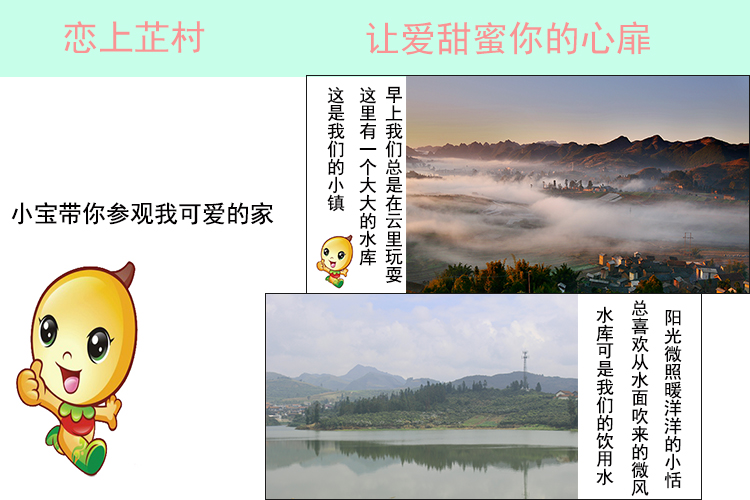 恋上芷村
让爱甜蜜你的心扉
小宝带你参观我可爱的家
这是我们的小镇
这里有一个大大的水库
早上我们总是在云里玩耍
水库可是我们的饮用水
总喜欢从水面吹来的微风
阳光微照暖洋洋的小恬